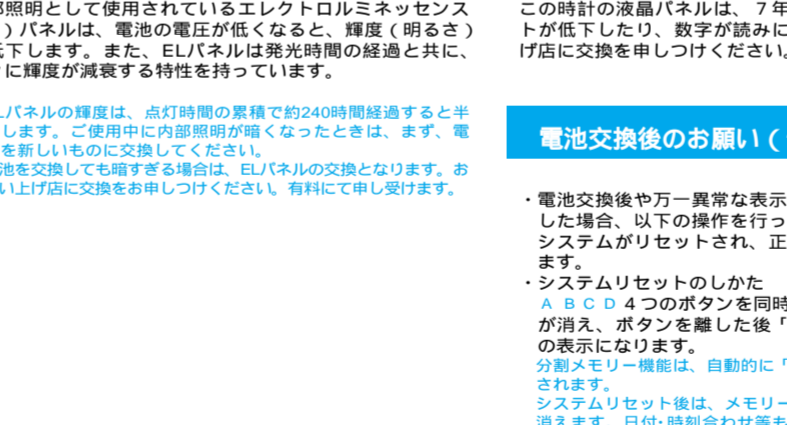 部照明として使用されているエレクトロルミネッセンス
）パネルは、電池の電圧が低くなると、輝度（明るさ）
低下します。また、ELパネルは発光時間の経過と共に、
に輝度が減衰する特性を持っています。
Lパネルの輝度は、点灯時間の累積で約240時間経過すると半
します。ご使用中に内部照明が暗くなったときは、まず、電
を新しいものに交換してください。
池を交換しても暗すぎる場合は、ELパネルの交換となります。お
い上げ店に交換をお申しつけください。有料にて申し受けます。
この時計の液晶パネルは、７年
トが低下したり、数字が読みに
げ店に交換を申しつけください。
電池交換後のお願い（
・電池交換後や万一異常な表示
した場合、以下の操作を行っ
システムがリセットされ、正
ます。
・システムリセットのしかた
ＡＢＣＤ４つのボタンを同時
が消え、ボタンを離した後「
の表示になります。
分割メモリー機能は、自動的に「
されます。
システムリセット後は、メモリー
消えます。日付・時刻合わせ等も